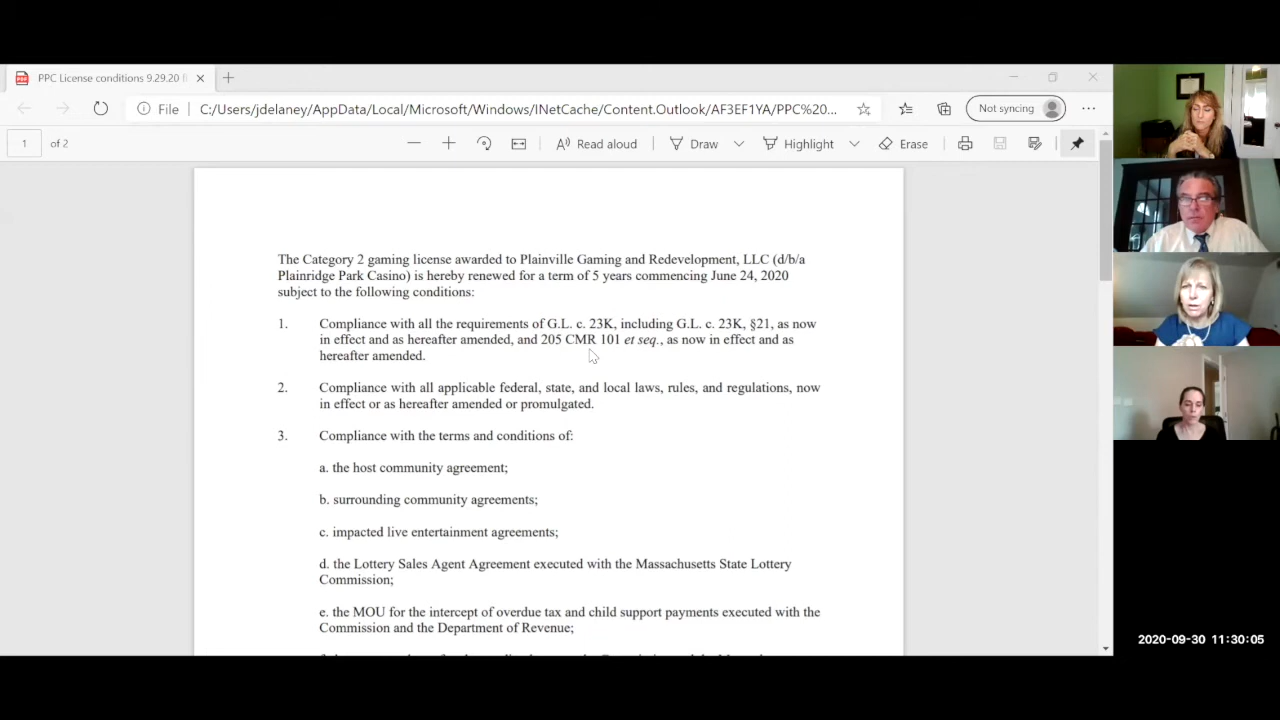 PPC License conditions 9.29.20
File C:/Users/jdelaney/AppData/Local/Microsoft/Windows/INetCache/Content.Outlook/AF3EF1YA/PPC%20... Not syncing
1 of 2 Read aloud Draw Highlight Erase
The Category 2 gaming license awarded to Plainville Gaming and Redevelopment, LLC (d/b/a
Plainridge Park Casino) is hereby renewed for a term of 5 years commencing June 24, 2020
subject to the following conditions:
1. Compliance with all the requirements of G.L. c. 23K, including G.L. c. 23K, §21, as now
in effect and as hereafter amended, and 205 CMR 101 et seq., as now in effect and as
hereafter amended.
2. Compliance with all applicable federal, state, and local laws, rules, and regulations, now
in effect or as hereafter amended or promulgated.
3. Compliance with the terms and conditions of:
a. the host community agreement;
b. surrounding community agreements;
c. impacted live entertainment agreements;
d. the Lottery Sales Agent Agreement executed with the Massachusetts State Lottery
Commission;
e. the MOU for the intercept of overdue tax and child support payments executed with the
Commission and the Department of Revenue;
2020-09-30 11:30:05